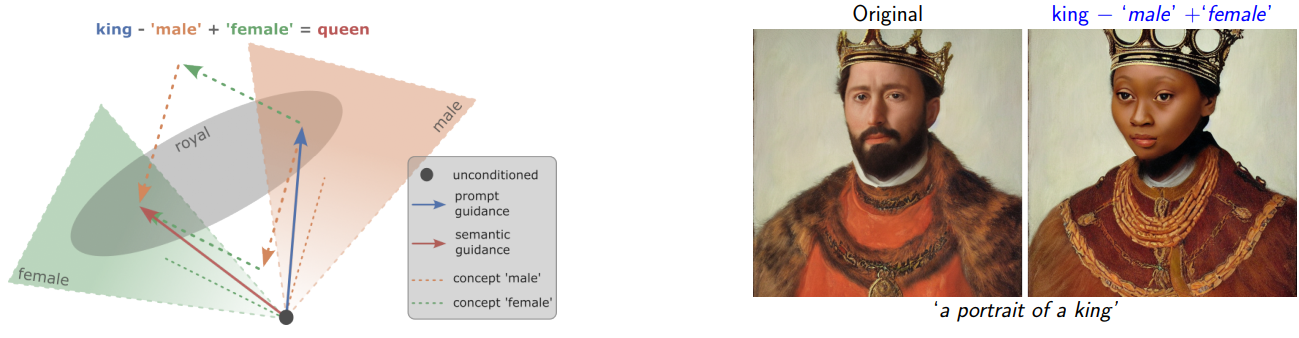 king - 'male' + 'female' = queen
royal
male
female
unconditioned
prompt
guidance
semantic
guidance
concept 'male'
concept 'female'
Original
king − ‘male’ +‘female’
‘a portrait of a king’